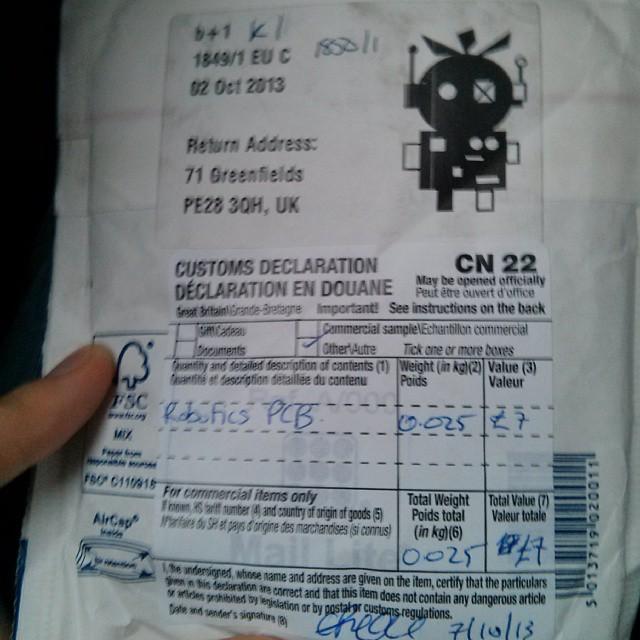 b+1 K/
1849/1 EU C 1850/1
02 Oct 2013
Return Address:
71 Greenfields
PE28 3QH, UK
CUSTOMS DECLARATION CN 22
DÉCLARATION EN DOUANE May be opened officially
Peut être ouvert d'office
Great Britain\Grande-Bretagne Important! See instructions on the back
Gift\Cadeau Commercial sample\Echantillon commercial
Documents Other\Autre Tick one or more boxes
Quantity and detailed description of contents (1) Weight (in kg)(2) Value (3)
Quantité et description détaillée du contenu Poids Valeur
Robotics PCB 0.025 £7
For commercial items only Total Weight Total Value (7)
If known, HS tariff number (4) and country of origin of goods (5) Poids total Valeur totale
N°tarifaire du SH et pays d'origine des marchandises (si connus) (in kg)(6)
0.025 £7
I, the undersigned, whose name and address are given on the item, certify that the particulars
given in this declaration are correct and that this item does not contain any dangerous article
or articles prohibited by legislation or by postal or customs regulations.
Date and sender's signature (8) 7/10/13
FSC
www.fsc.org
MIX
Paper from
responsible sources
FSC® C110915
AirCap®
Inside
Mail Lite
5 013719 020011